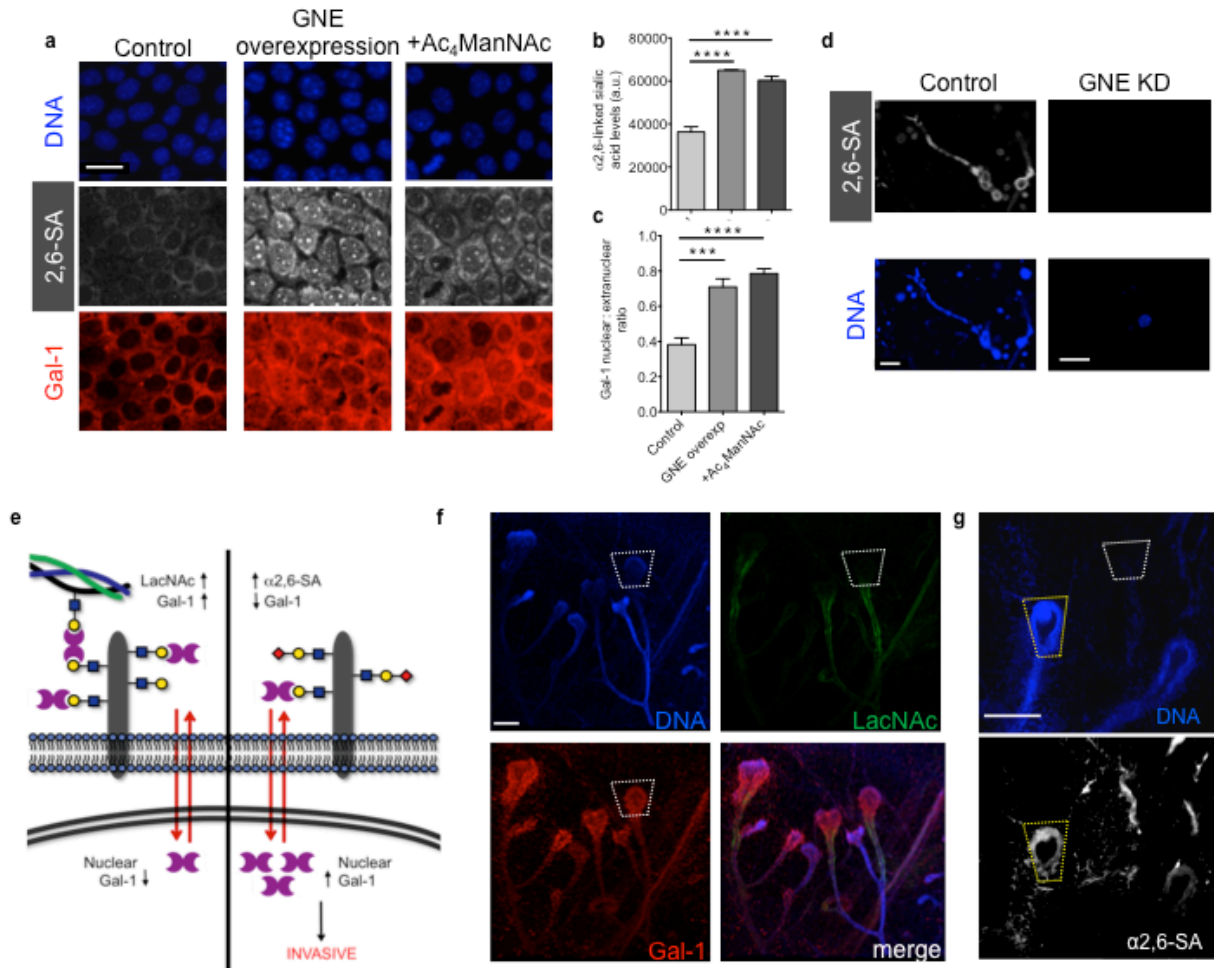 a
Control
GNE
overexpression
+Ac₄ManNAc
DNA
2,6-SA
Gal-1
b
****
****
α2,6-linked sialic
acid levels (a.u.)
80000
60000
40000
20000
0
c
****
***
Gal-1 nuclear : extranuclear
ratio
1.0
0.8
0.6
0.4
0.2
0.0
Control
GNE overexp
+Ac₄ManNAc
d
Control
GNE KD
2,6-SA
DNA
e
LacNAc ↑
Gal-1 ↑
↑ α2,6-SA
↓ Gal-1
Nuclear
Gal-1 ↓
Nuclear
↑ Gal-1
INVASIVE
f
DNA
LacNAc
Gal-1
merge
g
DNA
α2,6-SA